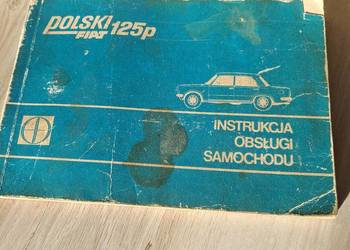 POLSKI 125p
FIAT
INSTRUKCJA
OBSŁUGI
SAMOCHODU